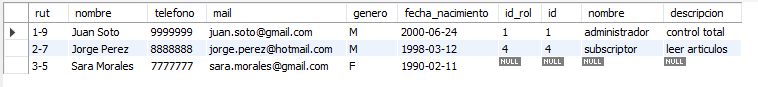 rut nombre telefono mail genero fecha_nacimiento id_rol id nombre descripcion
1-9 Juan Soto 9999999 juan.soto@gmail.com M 2000-06-24 1 1 administrador control total
2-7 Jorge Perez 8888888 jorge.perez@hotmail.com M 1998-03-12 4 4 subscriptor leer articulos
3-5 Sara Morales 7777777 sara.morales@gmail.com F 1990-02-11 NULL NULL NULL NULL